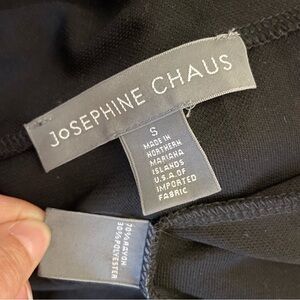 JOSEPHINE CHAUS
S
MADE IN
NORTHERN
MARIANA
ISLANDS
U.S.A. OF
IMPORTED
FABRIC
70% RAYON
30% POLYESTER